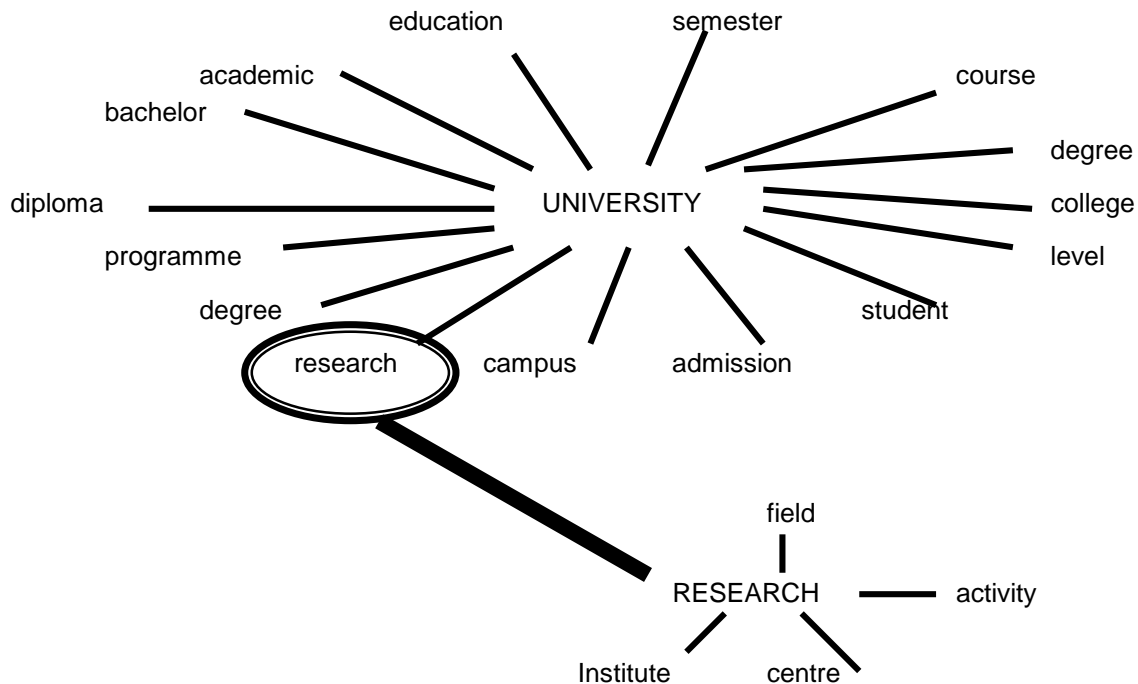 education
semester
academic
course
bachelor
degree
diploma
UNIVERSITY
college
programme
level
degree
student
research
campus
admission
field
RESEARCH
activity
Institute
centre